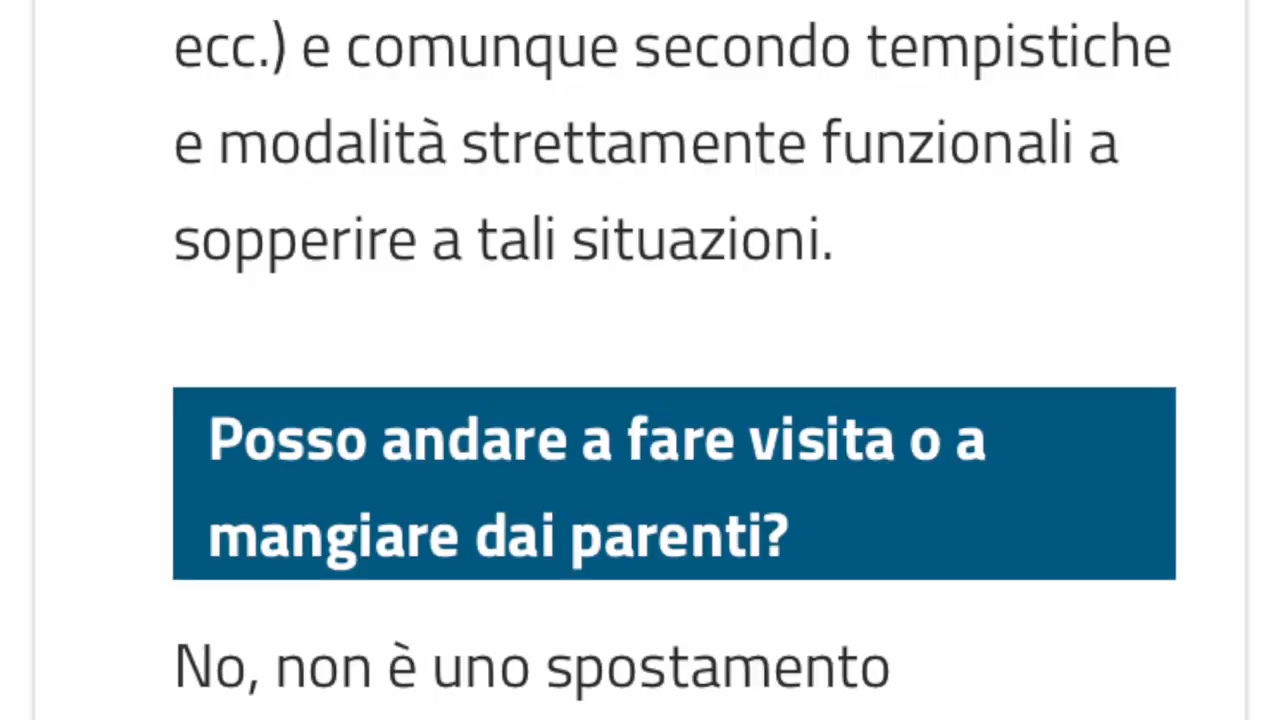 ecc.) e comunque secondo tempistiche
e modalità strettamente funzionali a
sopperire a tali situazioni.
Posso andare a fare visita o a
mangiare dai parenti?
No, non è uno spostamento